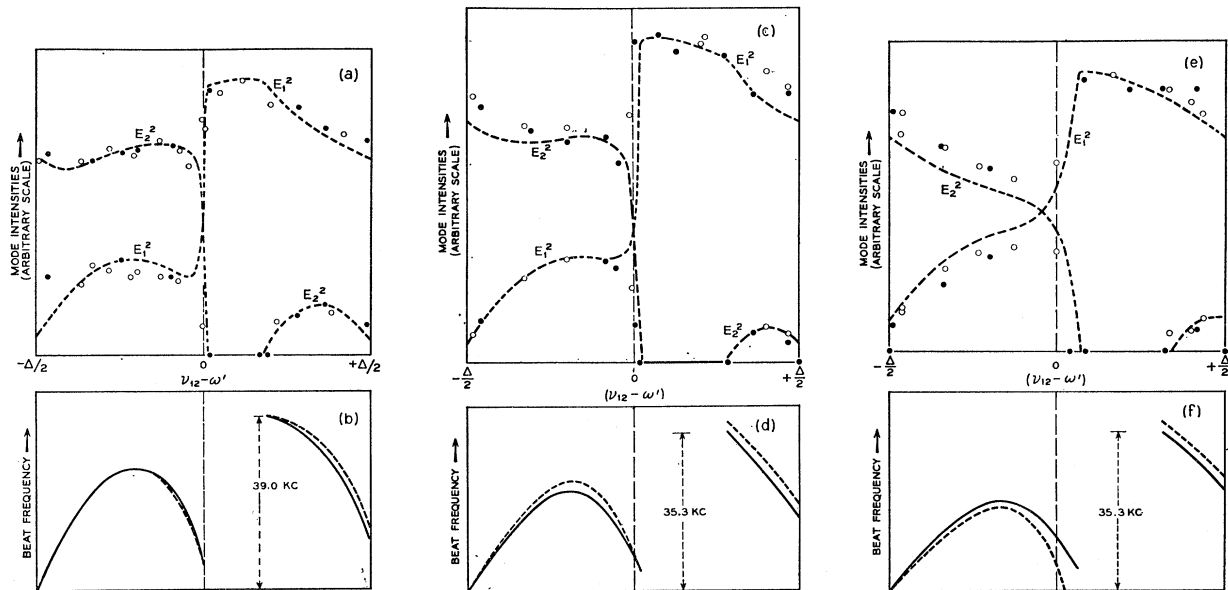 (a)
MODE INTENSITIES
(ARBITRARY SCALE)
E₂²
E₁²
E₁²
E₂²
-Δ/2
0
+Δ/2
ν₁₂-ω'
(b)
BEAT FREQUENCY
39.0 KC
(c)
MODE INTENSITIES
(ARBITRARY SCALE)
E₂²
E₁²
E₁²
E₂²
-Δ/2
0
+Δ/2
(ν₁₂-ω')
(d)
BEAT FREQUENCY
35.3 KC
(e)
MODE INTENSITIES
(ARBITRARY SCALE)
E₂²
E₁²
-Δ/2
0
+Δ/2
(ν₁₂-ω')
(f)
BEAT FREQUENCY
35.3 KC